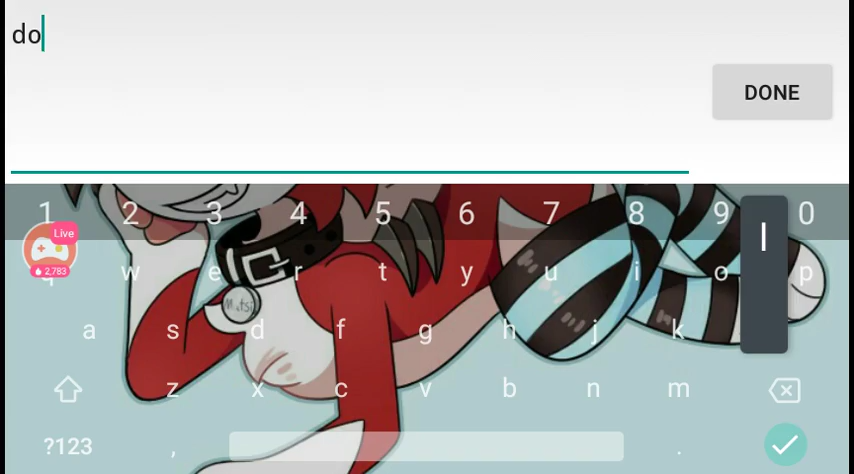 do
DONE
1 2 3 4 5 6 7 8 9 0
Live
2,783
w e r t y u i o p
l
a s d f g h j k
z x c v b n m
?123 , .